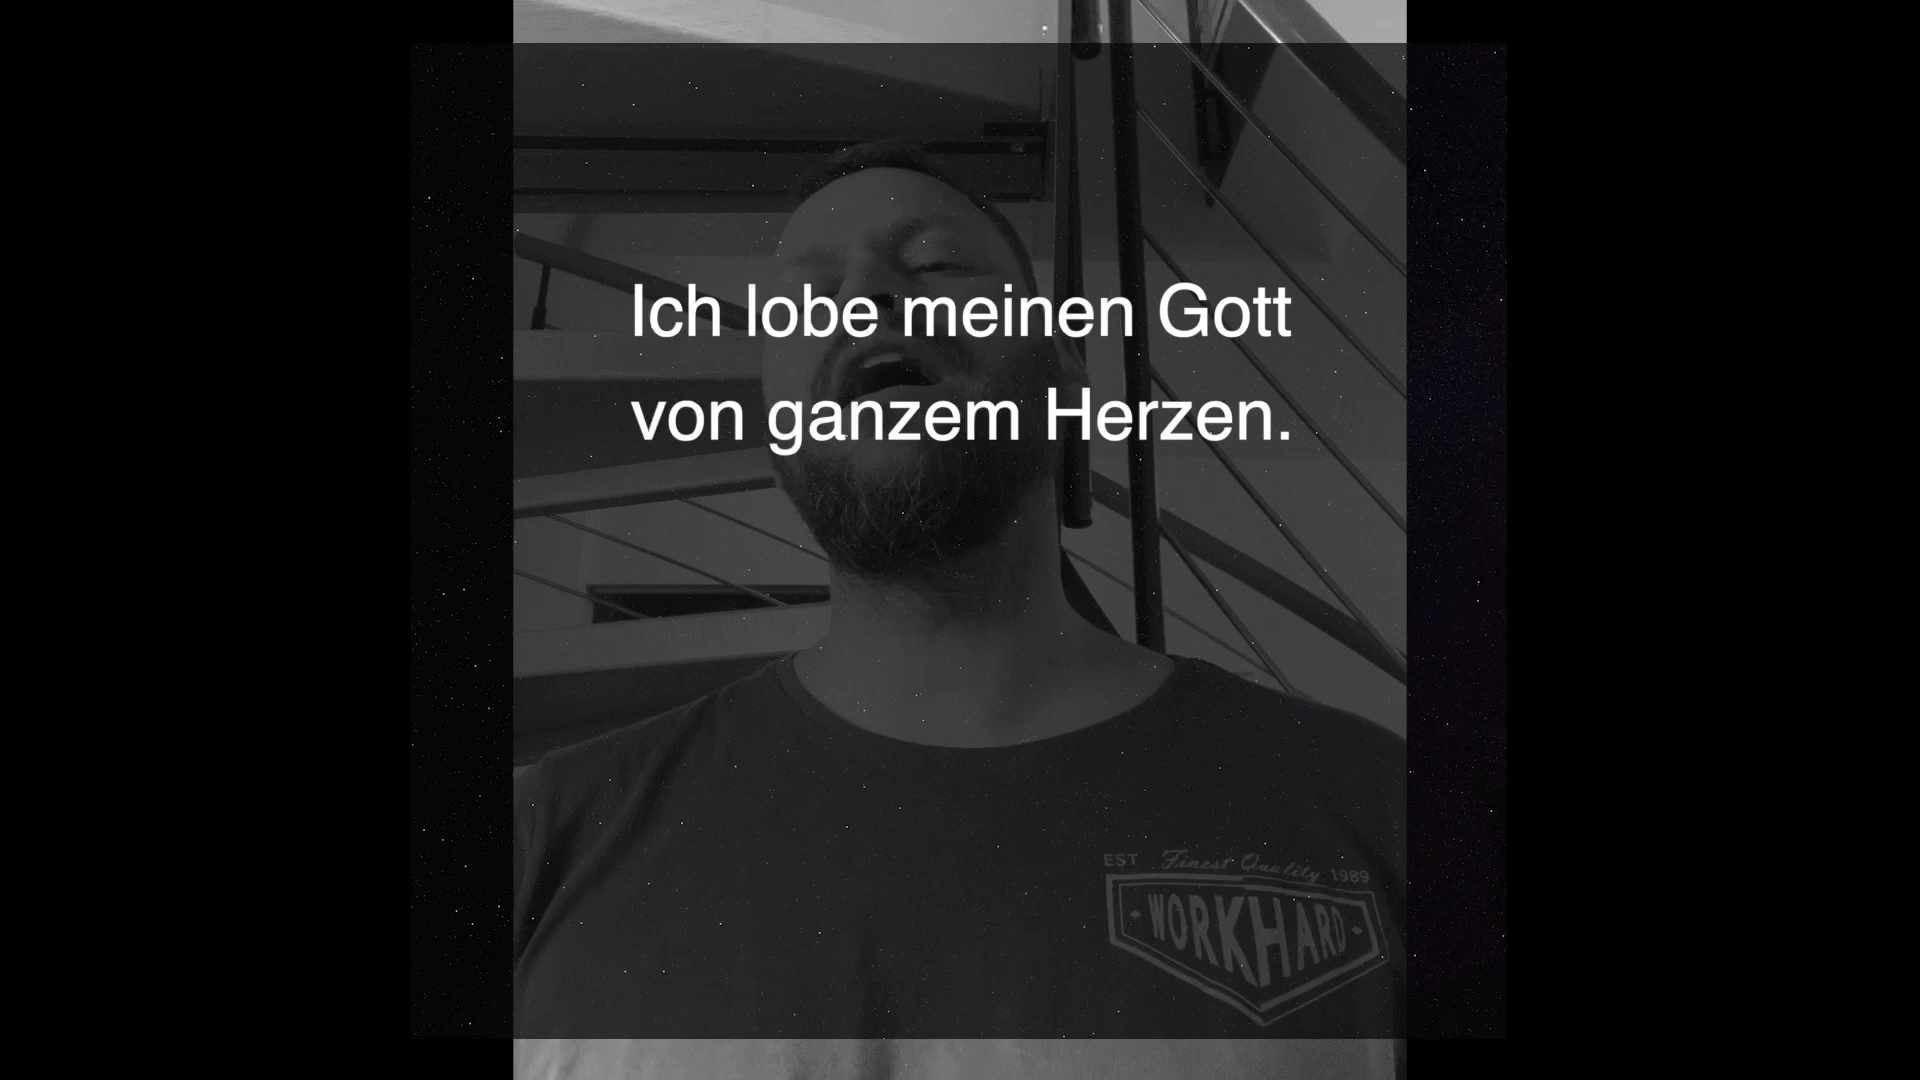 Ich lobe meinen Gott
von ganzem Herzen.
EST Finest Quality 1989
WORKHARD